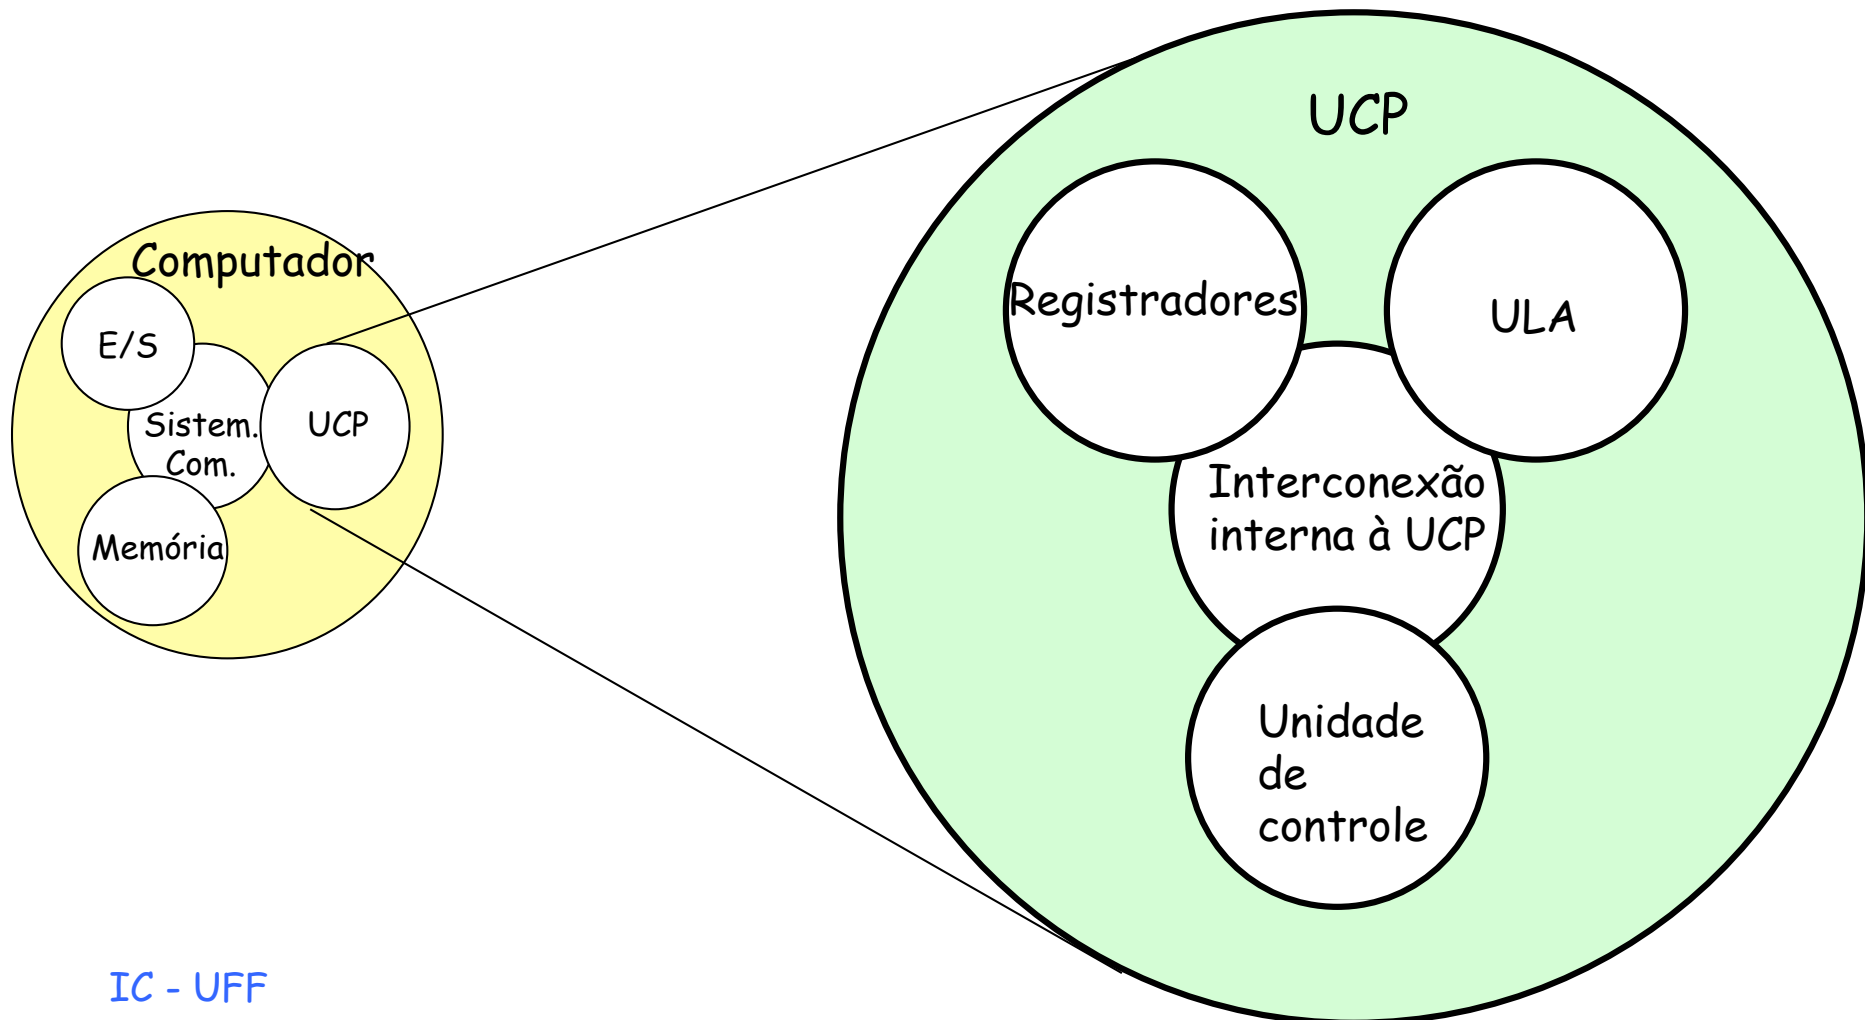 Computador
E/S
Sistem.
Com.
UCP
Memória
UCP
Registradores
ULA
Interconexão
interna à UCP
Unidade
de
controle
IC - UFF